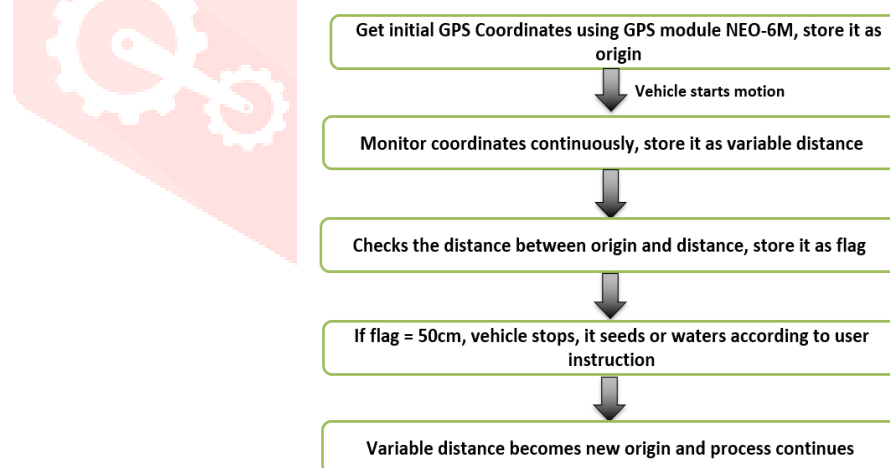 Get initial GPS Coordinates using GPS module NEO-6M, store it as
origin
Vehicle starts motion
Monitor coordinates continuously, store it as variable distance
Checks the distance between origin and distance, store it as flag
If flag = 50cm, vehicle stops, it seeds or waters according to user
instruction
Variable distance becomes new origin and process continues